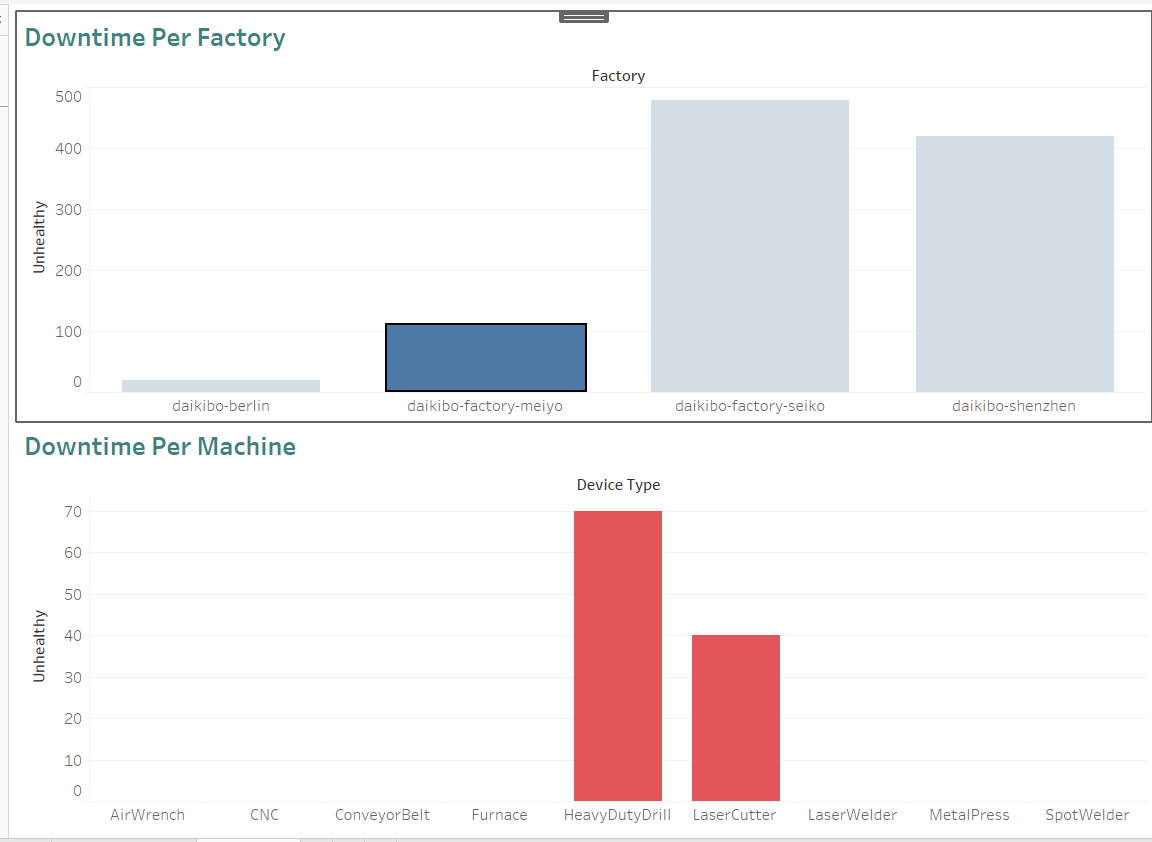 Downtime Per Factory
Factory
500
400
300
200
100
0
Unhealthy
daikibo-berlin daikibo-factory-meiyo daikibo-factory-seiko daikibo-shenzhen
Downtime Per Machine
Device Type
70
60
50
40
30
20
10
0
Unhealthy
AirWrench CNC ConveyorBelt Furnace HeavyDutyDrill LaserCutter LaserWelder MetalPress SpotWelder